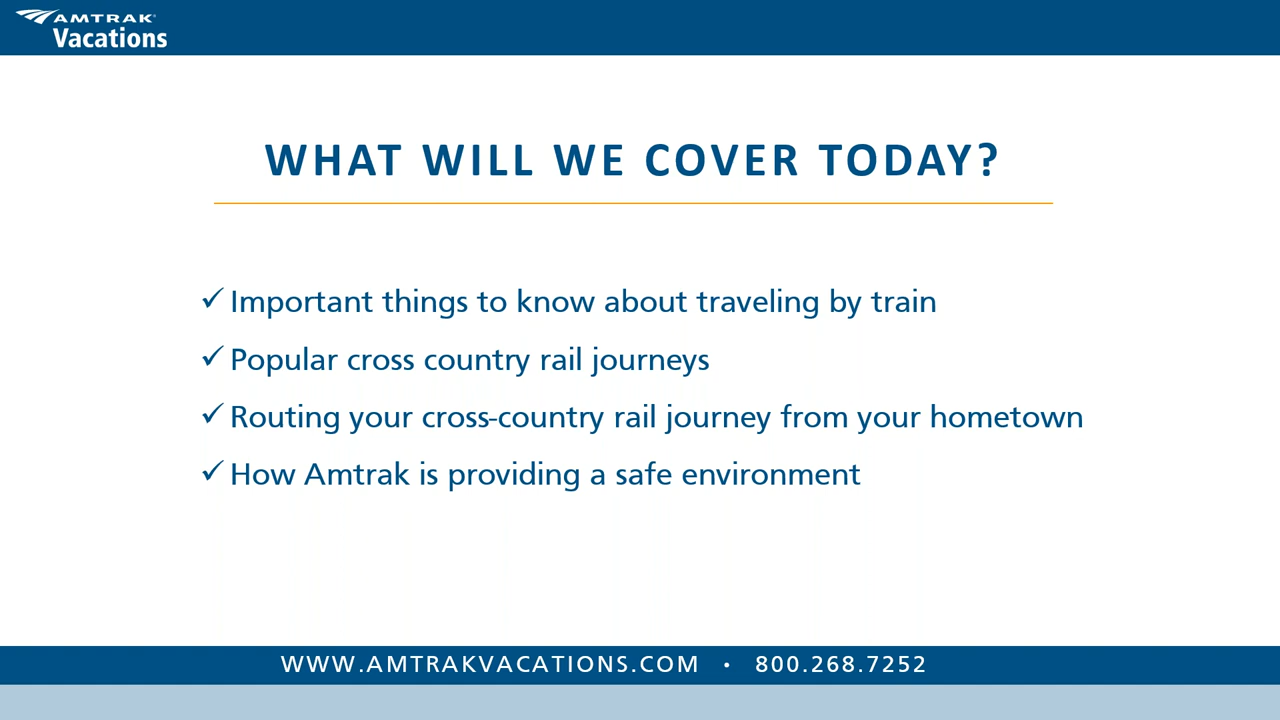 AMTRAK®
Vacations
WHAT WILL WE COVER TODAY?
✓ Important things to know about traveling by train
✓ Popular cross country rail journeys
✓ Routing your cross-country rail journey from your hometown
✓ How Amtrak is providing a safe environment
WWW.AMTRAKVACATIONS.COM • 800.268.7252